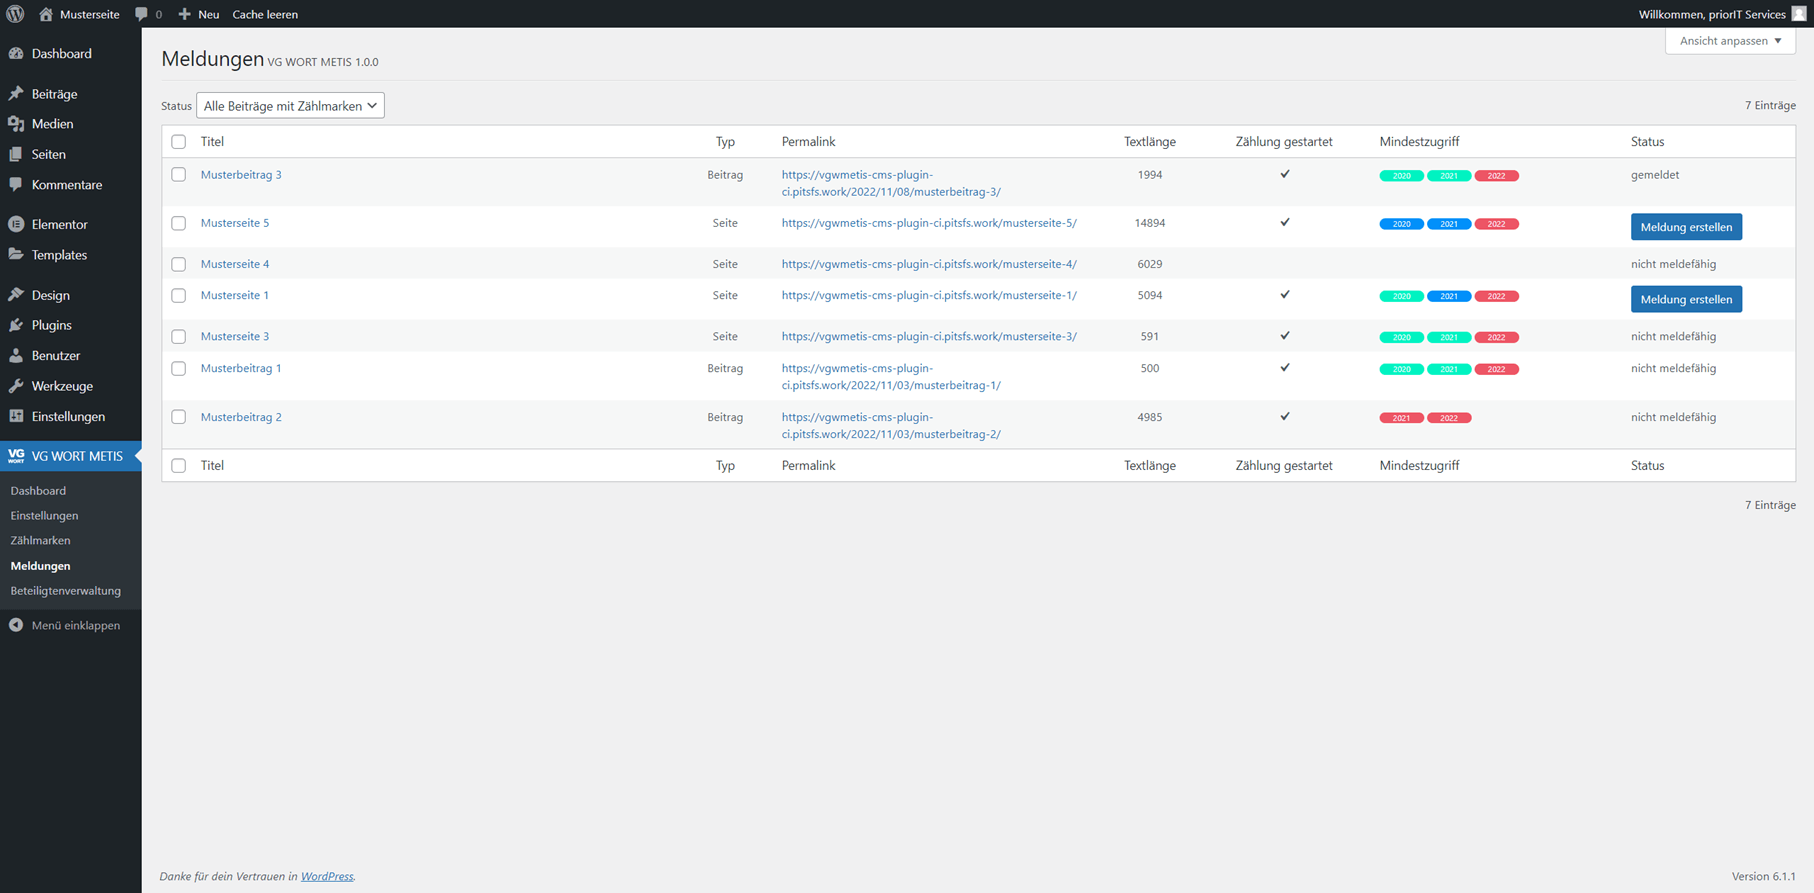 Musterseite 0 Neu Cache leeren Willkommen, priorIT Services
Dashboard
Beiträge
Medien
Seiten
Kommentare
Elementor
Templates
Design
Plugins
Benutzer
Werkzeuge
Einstellungen
VG WORT VG WORT METIS
Dashboard
Einstellungen
Zählmarken
Meldungen
Beteiligtenverwaltung
Menü einklappen
Ansicht anpassen
Meldungen VG WORT METIS 1.0.0
Status Alle Beiträge mit Zählmarken 7 Einträge
Titel Typ Permalink Textlänge Zählung gestartet Mindestzugriff Status
Musterbeitrag 3 Beitrag https://vgwmetis-cms-plugin- 1994 ✔ 2020 2021 2022 gemeldet
ci.pitsfs.work/2022/11/08/musterbeitrag-3/
Musterseite 5 Seite https://vgwmetis-cms-plugin-ci.pitsfs.work/musterseite-5/ 14894 ✔ 2020 2021 2022 Meldung erstellen
Musterseite 4 Seite https://vgwmetis-cms-plugin-ci.pitsfs.work/musterseite-4/ 6029 nicht meldefähig
Musterseite 1 Seite https://vgwmetis-cms-plugin-ci.pitsfs.work/musterseite-1/ 5094 ✔ 2020 2021 2022 Meldung erstellen
Musterseite 3 Seite https://vgwmetis-cms-plugin-ci.pitsfs.work/musterseite-3/ 591 ✔ 2020 2021 2022 nicht meldefähig
Musterbeitrag 1 Beitrag https://vgwmetis-cms-plugin- 500 ✔ 2020 2021 2022 nicht meldefähig
ci.pitsfs.work/2022/11/03/musterbeitrag-1/
Musterbeitrag 2 Beitrag https://vgwmetis-cms-plugin- 4985 ✔ 2021 2022 nicht meldefähig
ci.pitsfs.work/2022/11/03/musterbeitrag-2/
Titel Typ Permalink Textlänge Zählung gestartet Mindestzugriff Status
7 Einträge
Danke für dein Vertrauen in WordPress. Version 6.1.1